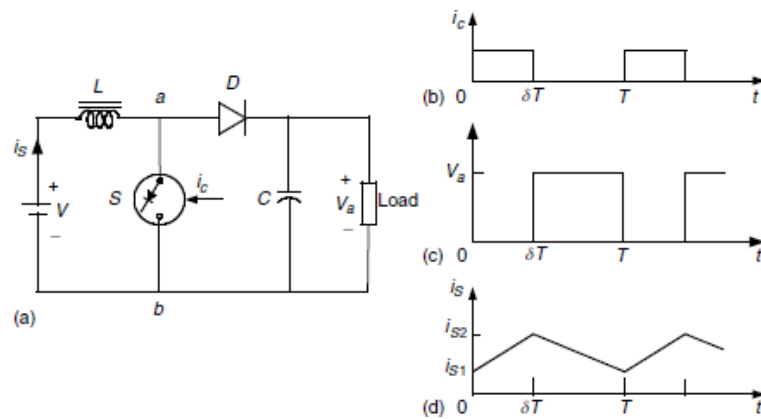 L
a
D
i_S
+
V
–
S
i_c
C
+
V_a
–
Load
b
(a)
i_c
(b)
0
δT
T
t
V_a
(c)
0
δT
T
t
i_S
i_S2
i_S1
(d)
0
δT
T
t